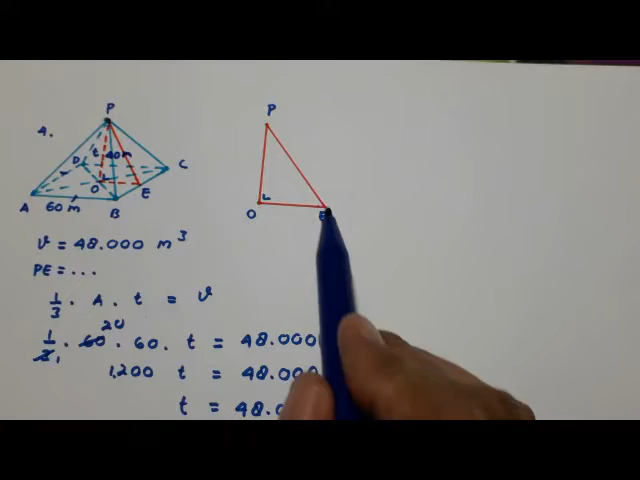 4.
P
D t 40 m C
O E
A 60 m B
P
O
v = 48.000 m³
PE = ...
1/3 . A . t = v
20
1/3 . 60 . 60 . t = 48.000
1
1.200 t = 48.000
t = 48.